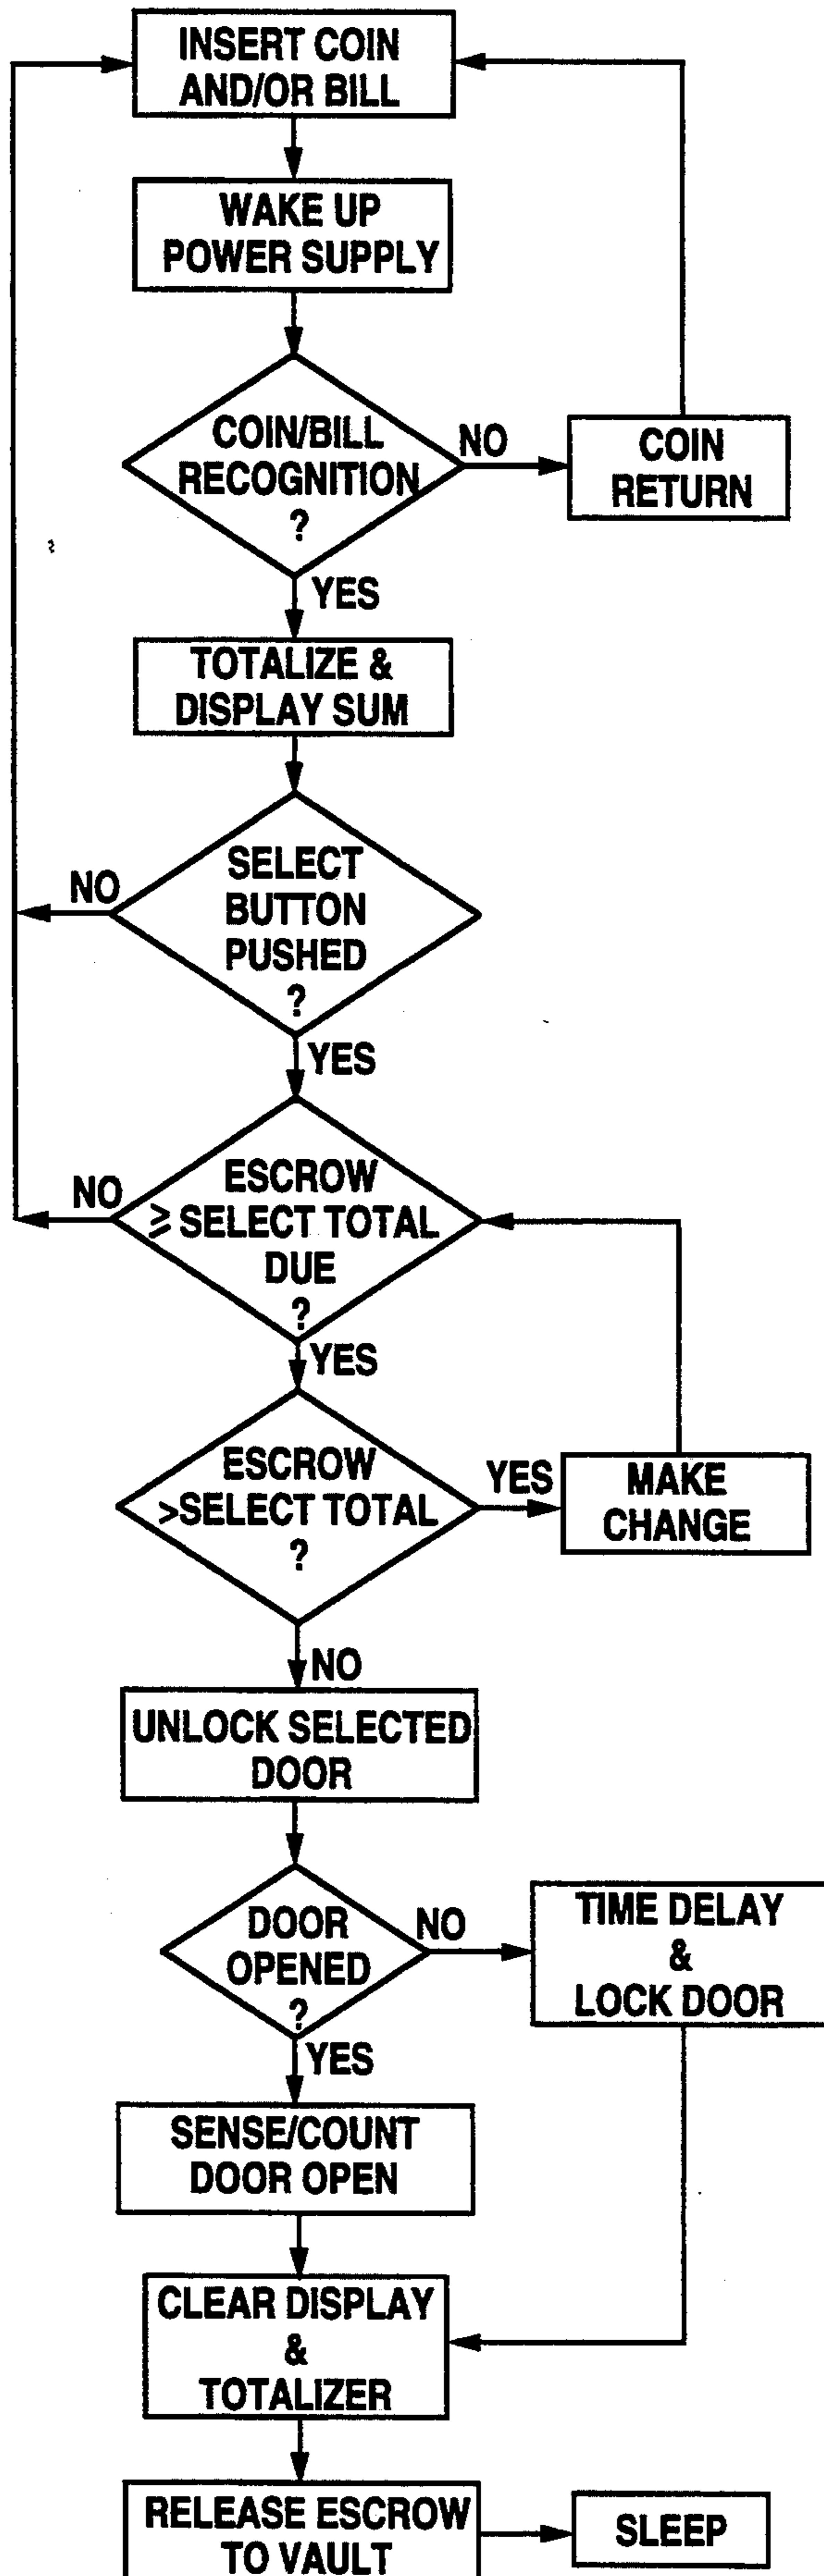 INSERT COIN
AND/OR BILL
WAKE UP
POWER SUPPLY
COIN/BILL
RECOGNITION
?
NO
COIN
RETURN
YES
TOTALIZE &
DISPLAY SUM
SELECT
BUTTON
PUSHED
?
NO
YES
ESCROW
≥ SELECT TOTAL
DUE
?
NO
YES
ESCROW
>SELECT TOTAL
?
YES
MAKE
CHANGE
NO
UNLOCK SELECTED
DOOR
DOOR
OPENED
?
NO
TIME DELAY
&
LOCK DOOR
YES
SENSE/COUNT
DOOR OPEN
CLEAR DISPLAY
&
TOTALIZER
RELEASE ESCROW
TO VAULT
SLEEP